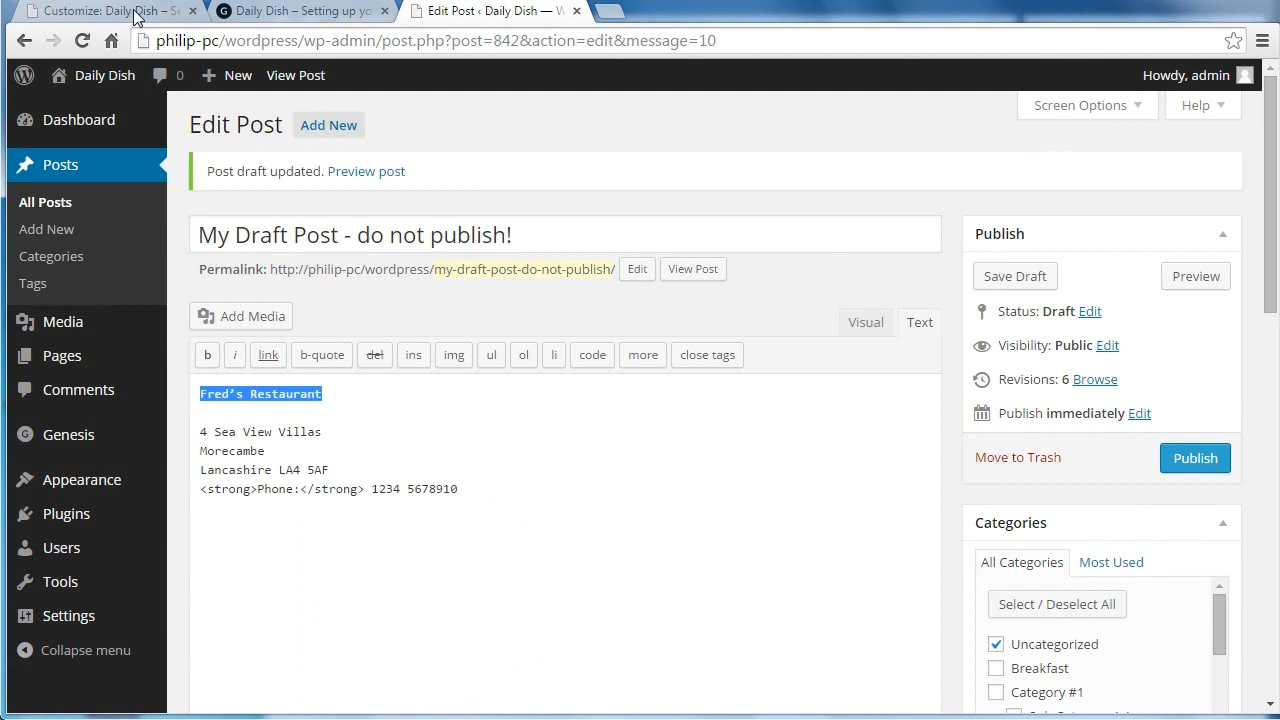 Customize: Daily Dish – Se
Daily Dish – Setting up yo
Edit Post ‹ Daily Dish — W
philip-pc/wordpress/wp-admin/post.php?post=842&action=edit&message=10
Daily Dish 0 New View Post Howdy, admin
Screen Options Help
Dashboard
Posts
All Posts
Add New
Categories
Tags
Media
Pages
Comments
Genesis
Appearance
Plugins
Users
Tools
Settings
Collapse menu
Edit Post Add New
Post draft updated. Preview post
My Draft Post - do not publish!
Permalink: http://philip-pc/wordpress/my-draft-post-do-not-publish/ Edit View Post
Add Media
Visual Text
b i link b-quote del ins img ul ol li code more close tags
Fred’s Restaurant
4 Sea View Villas
Morecambe
Lancashire LA4 5AF
<strong>Phone:</strong> 1234 5678910
Publish
Save Draft Preview
Status: Draft Edit
Visibility: Public Edit
Revisions: 6 Browse
Publish immediately Edit
Move to Trash Publish
Categories
All Categories Most Used
Select / Deselect All
Uncategorized
Breakfast
Category #1